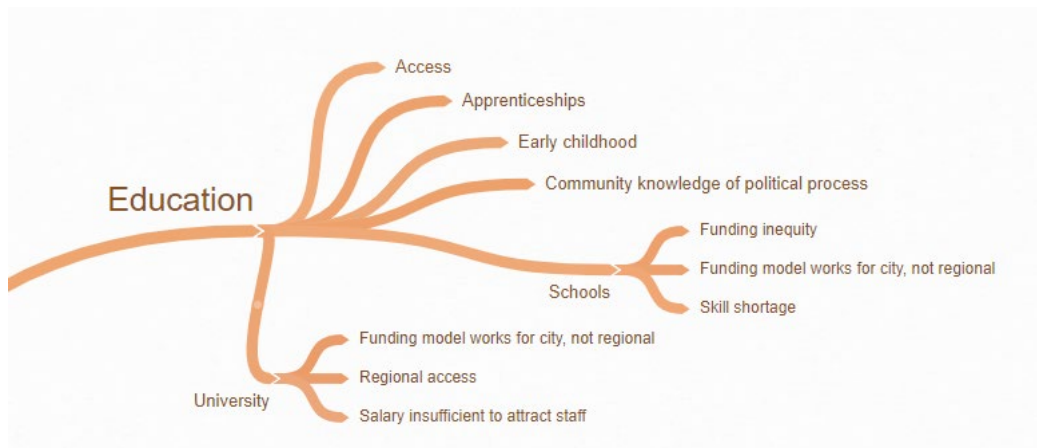 Access
Apprenticeships
Early childhood
Education
Community knowledge of political process
Funding inequity
Funding model works for city, not regional
Schools
Skill shortage
Funding model works for city, not regional
Regional access
University
Salary insufficient to attract staff